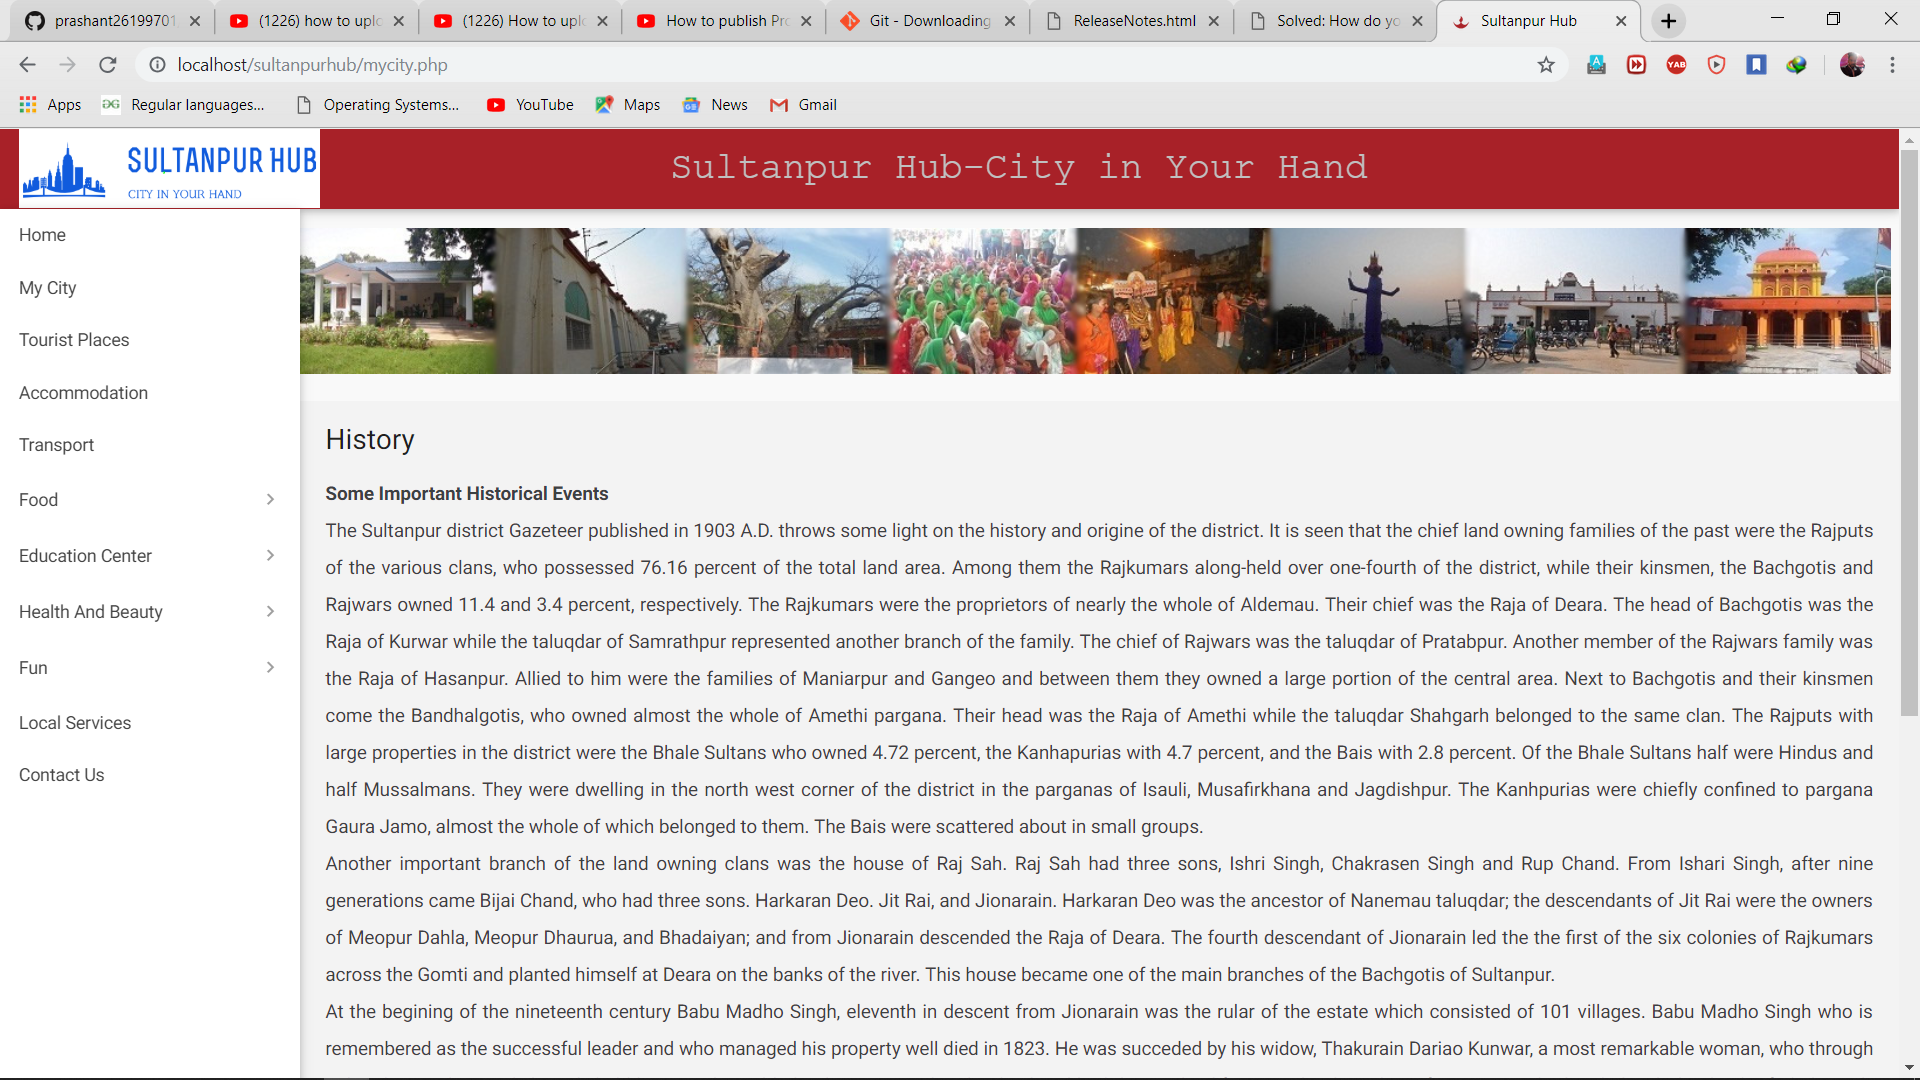 prashant26199701
(1226) how to uplo
(1226) How to uplo
How to publish Pro
Git - Downloading
ReleaseNotes.html
Solved: How do yo
Sultanpur Hub
localhost/sultanpurhub/mycity.php
YAB
Apps
Regular languages...
Operating Systems...
YouTube
Maps
News
Gmail
SULTANPUR HUB
CITY IN YOUR HAND
Sultanpur Hub-City in Your Hand
Home
My City
Tourist Places
Accommodation
Transport
Food
Education Center
Health And Beauty
Fun
Local Services
Contact Us
History
Some Important Historical Events
The Sultanpur district Gazeteer published in 1903 A.D. throws some light on the history and origine of the district. It is seen that the chief land owning families of the past were the Rajputs
of the various clans, who possessed 76.16 percent of the total land area. Among them the Rajkumars along-held over one-fourth of the district, while their kinsmen, the Bachgotis and
Rajwars owned 11.4 and 3.4 percent, respectively. The Rajkumars were the proprietors of nearly the whole of Aldemau. Their chief was the Raja of Deara. The head of Bachgotis was the
Raja of Kurwar while the taluqdar of Samrathpur represented another branch of the family. The chief of Rajwars was the taluqdar of Pratabpur. Another member of the Rajwars family was
the Raja of Hasanpur. Allied to him were the families of Maniarpur and Gangeo and between them they owned a large portion of the central area. Next to Bachgotis and their kinsmen
come the Bandhalgotis, who owned almost the whole of Amethi pargana. Their head was the Raja of Amethi while the taluqdar Shahgarh belonged to the same clan. The Rajputs with
large properties in the district were the Bhale Sultans who owned 4.72 percent, the Kanhapurias with 4.7 percent, and the Bais with 2.8 percent. Of the Bhale Sultans half were Hindus and
half Mussalmans. They were dwelling in the north west corner of the district in the parganas of Isauli, Musafirkhana and Jagdishpur. The Kanhpurias were chiefly confined to pargana
Gaura Jamo, almost the whole of which belonged to them. The Bais were scattered about in small groups.
Another important branch of the land owning clans was the house of Raj Sah. Raj Sah had three sons, Ishri Singh, Chakrasen Singh and Rup Chand. From Ishari Singh, after nine
generations came Bijai Chand, who had three sons. Harkaran Deo. Jit Rai, and Jionarain. Harkaran Deo was the ancestor of Nanemau taluqdar; the descendants of Jit Rai were the owners
of Meopur Dahla, Meopur Dhaurua, and Bhadaiyan; and from Jionarain descended the Raja of Deara. The fourth descendant of Jionarain led the the first of the six colonies of Rajkumars
across the Gomti and planted himself at Deara on the banks of the river. This house became one of the main branches of the Bachgotis of Sultanpur.
At the begining of the nineteenth century Babu Madho Singh, eleventh in descent from Jionarain was the rular of the estate which consisted of 101 villages. Babu Madho Singh who is
remembered as the successful leader and who managed his property well died in 1823. He was succeded by his widow, Thakurain Dariao Kunwar, a most remarkable woman, who through